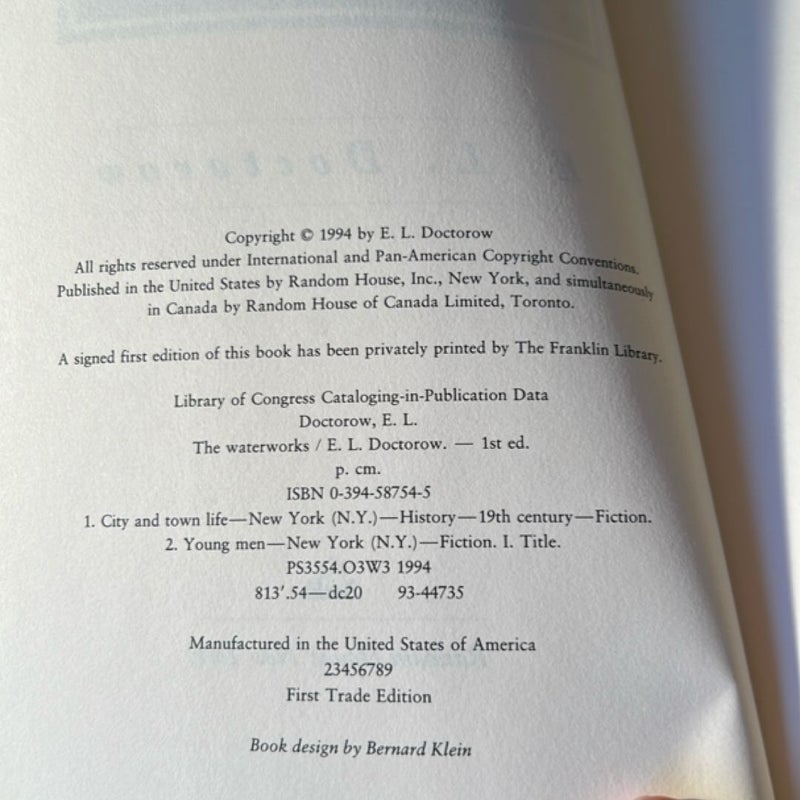 Copyright © 1994 by E. L. Doctorow
All rights reserved under International and Pan-American Copyright Conventions.
Published in the United States by Random House, Inc., New York, and simultaneously
in Canada by Random House of Canada Limited, Toronto.
A signed first edition of this book has been privately printed by The Franklin Library.
Library of Congress Cataloging-in-Publication Data
Doctorow, E. L.
The waterworks / E. L. Doctorow. — 1st ed.
p. cm.
ISBN 0-394-58754-5
1. City and town life—New York (N.Y.)—History—19th century—Fiction.
2. Young men—New York (N.Y.)—Fiction. I. Title.
PS3554.O3W3 1994
813′.54—dc20 93-44735
Manufactured in the United States of America
23456789
First Trade Edition
Book design by Bernard Klein